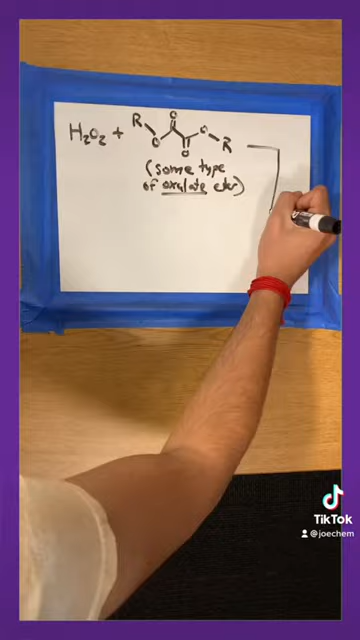 H₂O₂ +
R O O O O R
(some type
of oxalate ester)
TikTok
@joechem